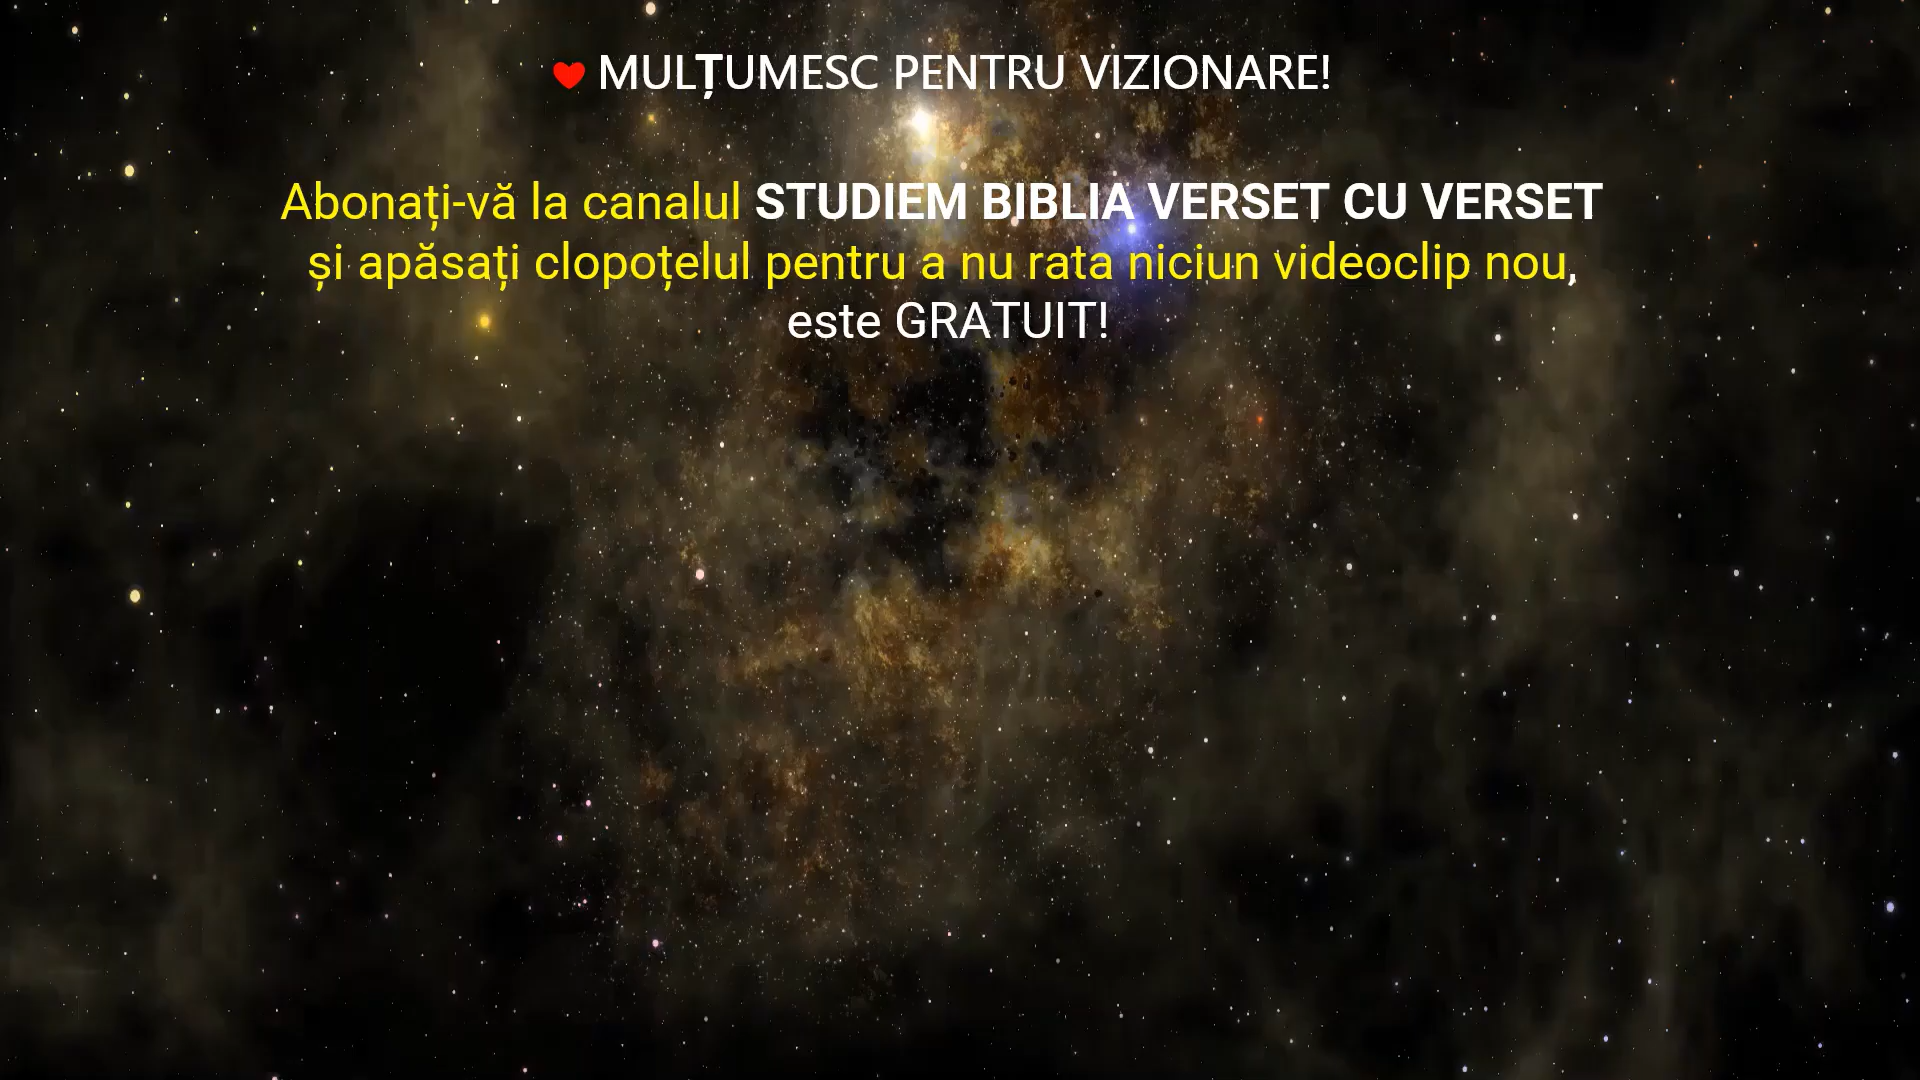 ❤ MULȚUMESC PENTRU VIZIONARE!
Abonați-vă la canalul STUDIEM BIBLIA VERSET CU VERSET
și apăsați clopoțelul pentru a nu rata niciun videoclip nou,
este GRATUIT!